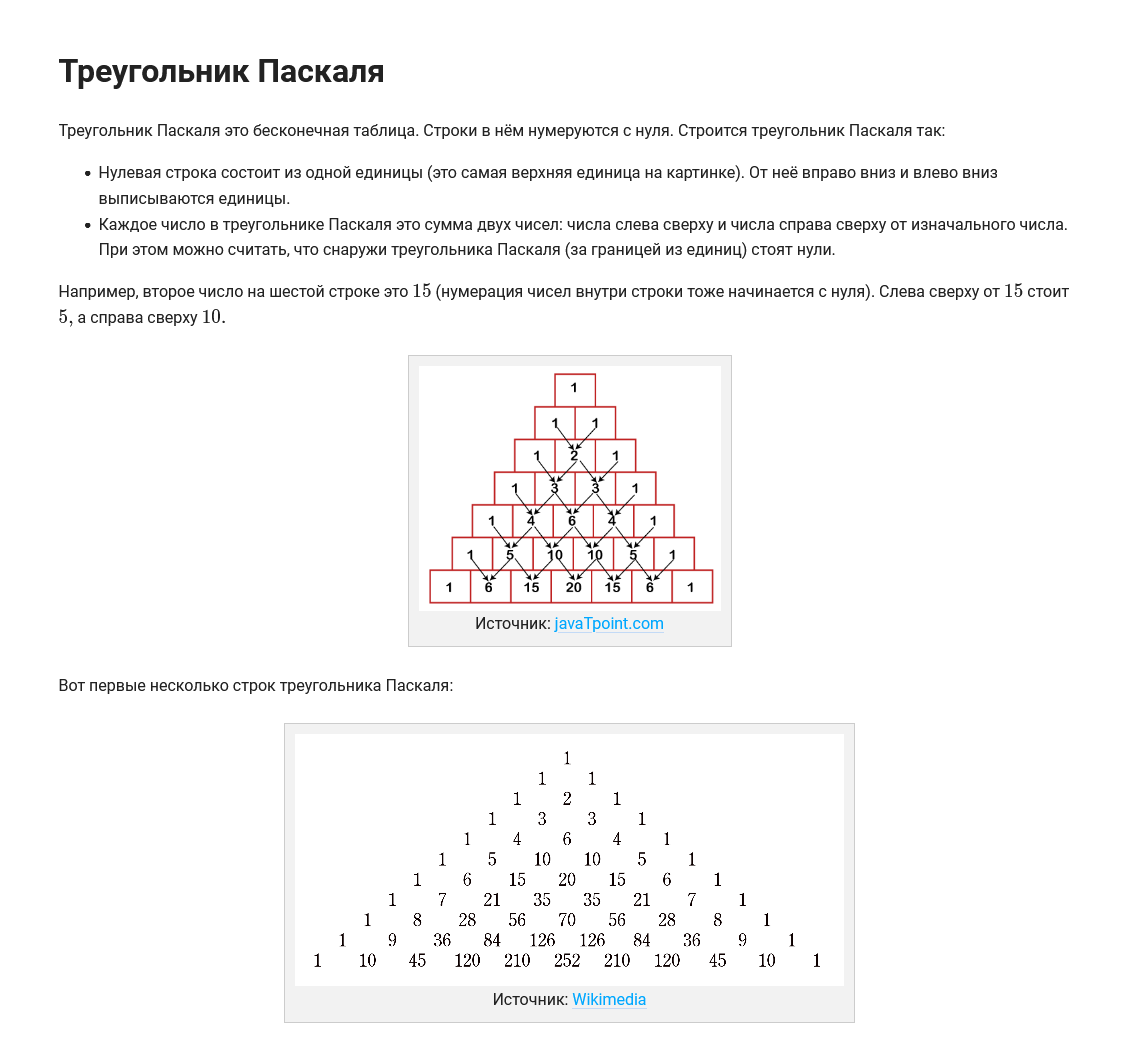 Треугольник Паскаля
Треугольник Паскаля это бесконечная таблица. Строки в нём нумеруются с нуля. Строится треугольник Паскаля так:
• Нулевая строка состоит из одной единицы (это самая верхняя единица на картинке). От неё вправо вниз и влево вниз
выписываются единицы.
• Каждое число в треугольнике Паскаля это сумма двух чисел: числа слева сверху и числа справа сверху от изначального числа.
При этом можно считать, что снаружи треугольника Паскаля (за границей из единиц) стоят нули.
Например, второе число на шестой строке это 15 (нумерация чисел внутри строки тоже начинается с нуля). Слева сверху от 15 стоит
5, а справа сверху 10.
1
1 1
1 2 1
1 3 3 1
1 4 6 4 1
1 5 10 10 5 1
1 6 15 20 15 6 1
Источник: javaTpoint.com
Вот первые несколько строк треугольника Паскаля:
1
1 1
1 2 1
1 3 3 1
1 4 6 4 1
1 5 10 10 5 1
1 6 15 20 15 6 1
1 7 21 35 35 21 7 1
1 8 28 56 70 56 28 8 1
1 9 36 84 126 126 84 36 9 1
1 10 45 120 210 252 210 120 45 10 1
Источник: Wikimedia